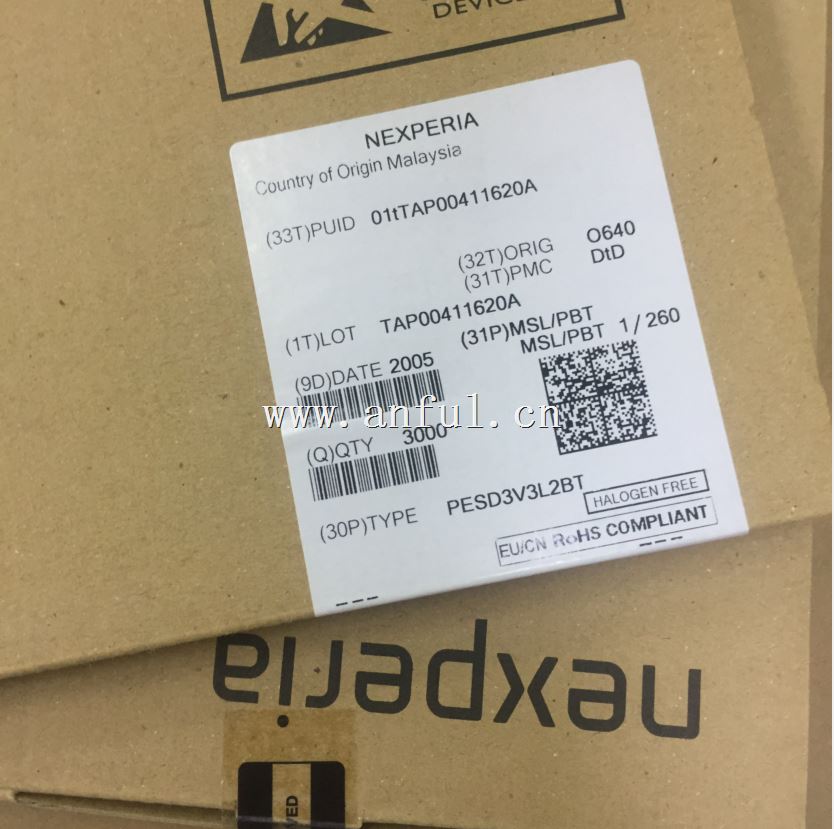 DEVICES
NEXPERIA
Country of Origin Malaysia
(33T)PUID 01tTAP00411620A
(32T)ORIG O640
(31T)PMC DtD
(1T)LOT TAP00411620A
(31P)MSL/PBT
MSL/PBT 1/260
(9D)DATE 2005
www.anful.cn
(Q)QTY 3000
(30P)TYPE PESD3V3L2BT
HALOGEN FREE
EU/CN RoHS COMPLIANT
nexperia